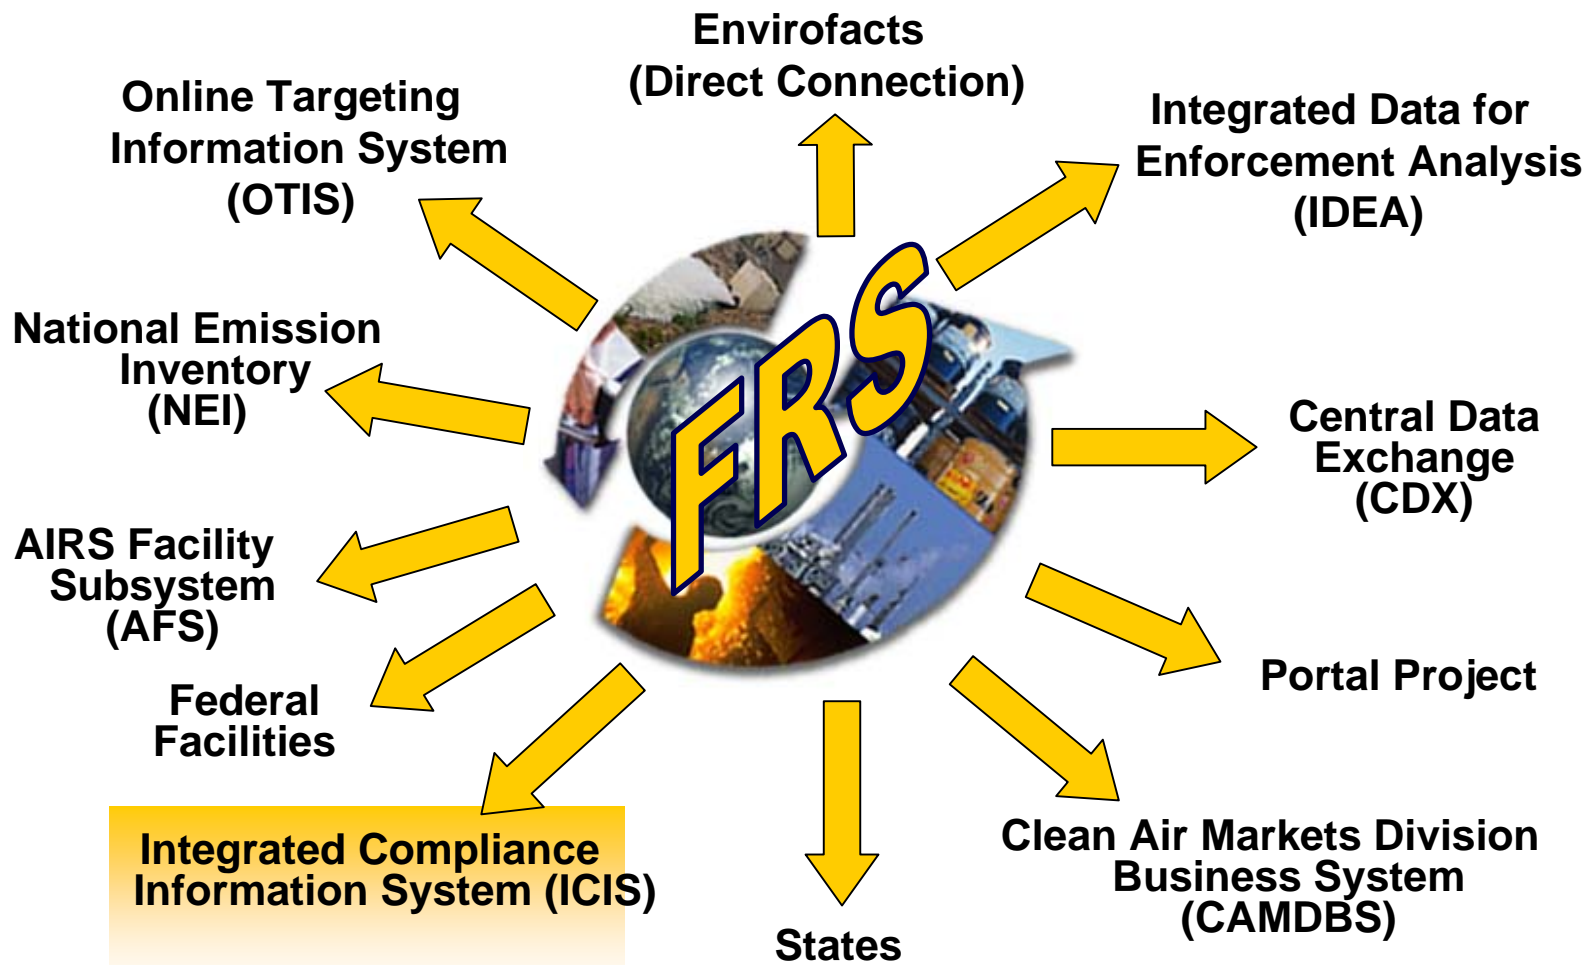 Envirofacts
(Direct Connection)
Online Targeting
Information System
(OTIS)
Integrated Data for
Enforcement Analysis
(IDEA)
National Emission
Inventory
(NEI)
FRS
Central Data
Exchange
(CDX)
AIRS Facility
Subsystem
(AFS)
Portal Project
Federal
Facilities
Integrated Compliance
Information System (ICIS)
Clean Air Markets Division
Business System
(CAMDBS)
States